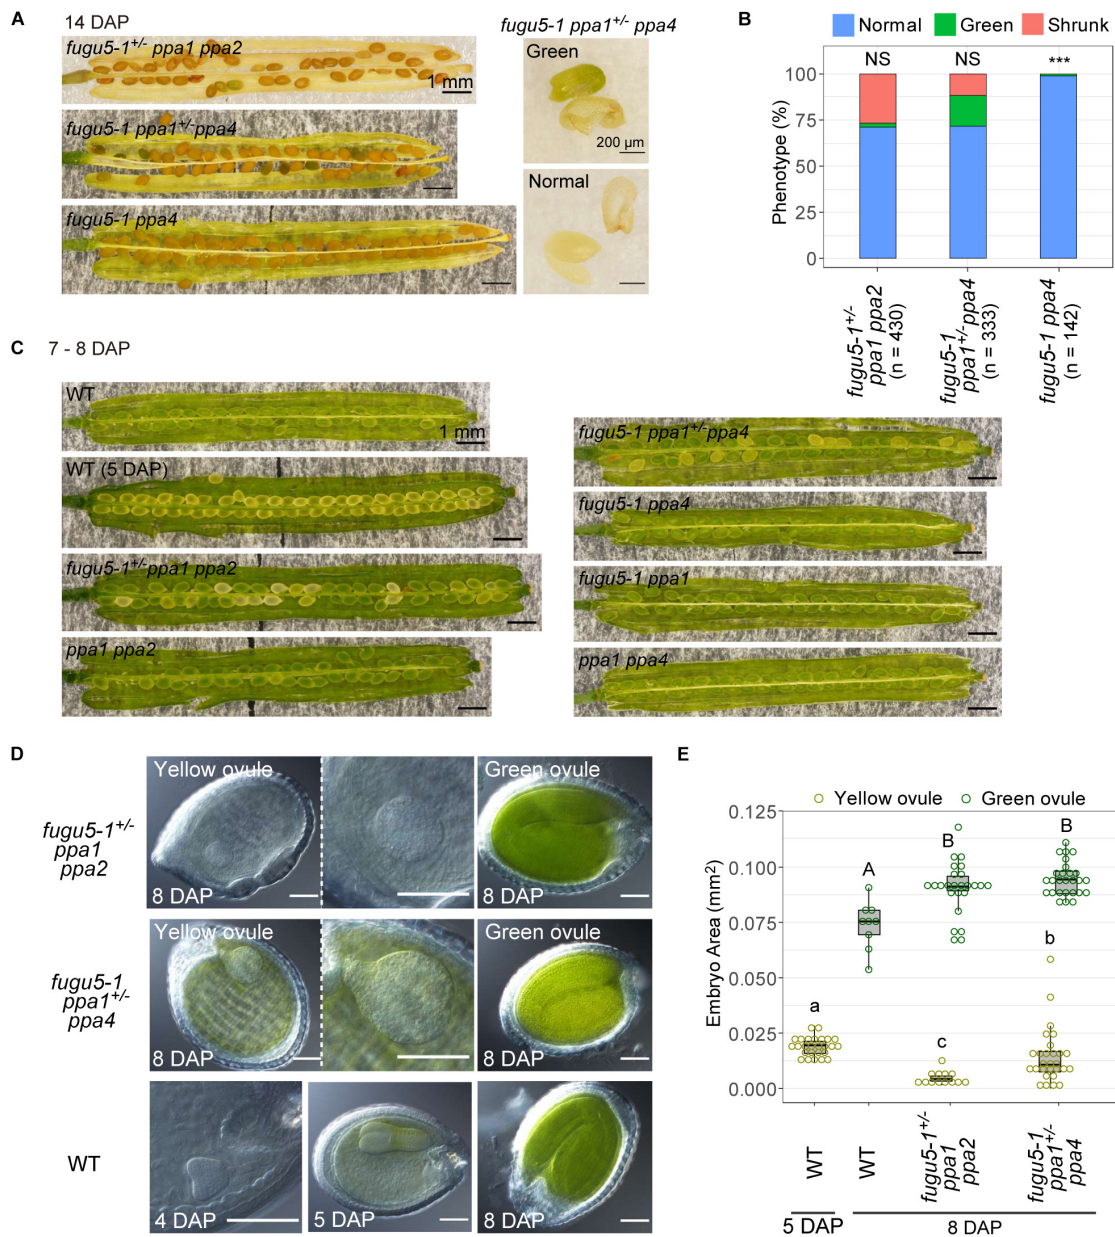 A
14 DAP
fugu5-1+/- ppa1 ppa2
1 mm
fugu5-1 ppa1+/-ppa4
fugu5-1 ppa4
fugu5-1 ppa1+/- ppa4
Green
200 µm
Normal
B
Normal Green Shrunk
NS NS ***
Phenotype (%)
100
75
50
25
0
fugu5-1+/-
ppa1 ppa2
(n = 430)
fugu5-1
ppa1+/-ppa4
(n = 333)
fugu5-1 ppa4
(n = 142)
C
7 - 8 DAP
WT
1 mm
WT (5 DAP)
fugu5-1+/-ppa1 ppa2
ppa1 ppa2
fugu5-1 ppa1+/-ppa4
fugu5-1 ppa4
fugu5-1 ppa1
ppa1 ppa4
D
fugu5-1+/-
ppa1
ppa2
Yellow ovule
8 DAP
Green ovule
8 DAP
fugu5-1
ppa1+/-
ppa4
Yellow ovule
8 DAP
Green ovule
8 DAP
WT
4 DAP
5 DAP
8 DAP
E
Yellow ovule Green ovule
Embryo Area (mm2)
0.125
0.100
0.075
0.050
0.025
0.000
a
A
B
c
B
b
WT
WT
fugu5-1+/-
ppa1
ppa2
fugu5-1
ppa1+/-
ppa4
5 DAP
8 DAP